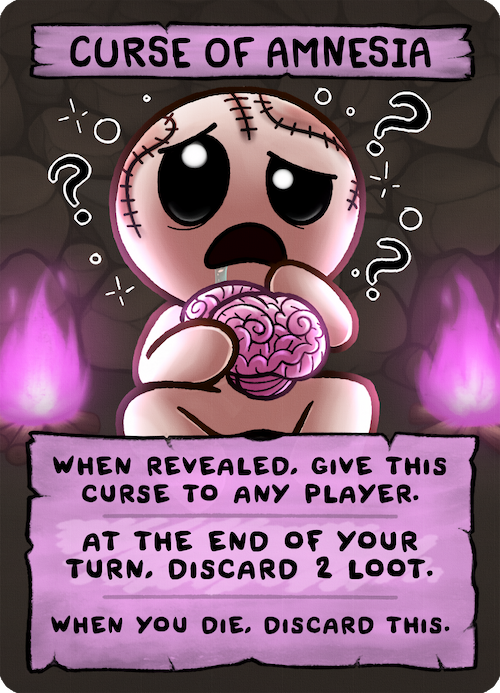 CURSE OF AMNESIA
WHEN REVEALED, GIVE THIS
CURSE TO ANY PLAYER.
AT THE END OF YOUR
TURN, DISCARD 2 LOOT.
WHEN YOU DIE, DISCARD THIS.